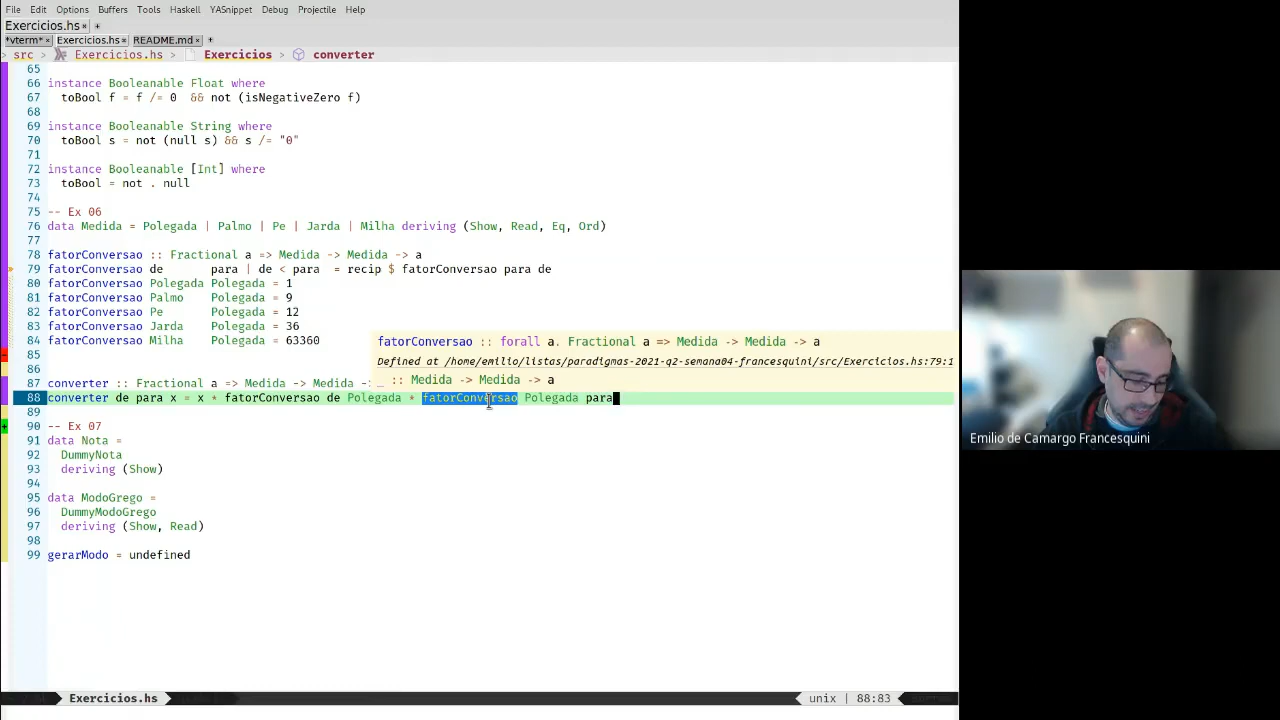 File Edit Options Buffers Tools Haskell YASnippet Debug Projectile Help
Exercicios.hs× +
*vterm*× Exercicios.hs× README.md× +
> src > Exercicios.hs > Exercicios > converter
65
66 instance Booleanable Float where
67 toBool f = f /= 0 && not (isNegativeZero f)
68
69 instance Booleanable String where
70 toBool s = not (null s) && s /= "0"
71
72 instance Booleanable [Int] where
73 toBool = not . null
74
75 -- Ex 06
76 data Medida = Polegada | Palmo | Pe | Jarda | Milha deriving (Show, Read, Eq, Ord)
77
78 fatorConversao :: Fractional a => Medida -> Medida -> a
79 fatorConversao de para | de < para = recip $ fatorConversao para de
80 fatorConversao Polegada Polegada = 1
81 fatorConversao Palmo Polegada = 9
82 fatorConversao Pe Polegada = 12
83 fatorConversao Jarda Polegada = 36
84 fatorConversao Milha Polegada = 63360
fatorConversao :: forall a. Fractional a => Medida -> Medida -> a
85
Defined at /home/emilio/listas/paradigmas-2021-q2-semana04-francesquini/src/Exercicios.hs:79:1
86
_ :: Medida -> Medida -> a
87 converter :: Fractional a => Medida -> Medida -
88 converter de para x = x * fatorConversao de Polegada * fatorConversao Polegada para
89
90 -- Ex 07
91 data Nota =
92 DummyNota
93 deriving (Show)
94
95 data ModoGrego =
96 DummyModoGrego
97 deriving (Show, Read)
98
99 gerarModo = undefined
Emilio de Camargo Francesquini
Exercicios.hs unix | 88:83